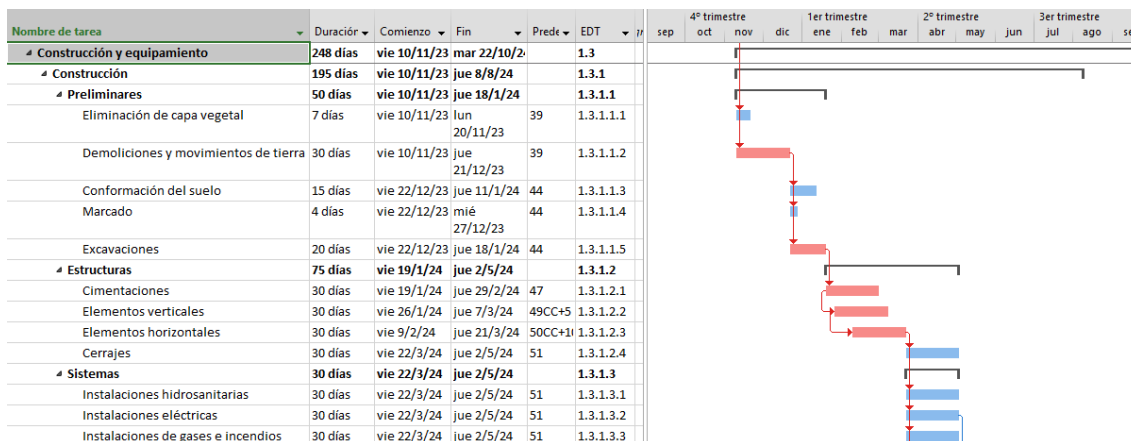 4º trimestre 1er trimestre 2º trimestre 3er trimestre
Nombre de tarea Duración Comienzo Fin Prede EDT sep oct nov dic ene feb mar abr may jun jul ago se
Construcción y equipamiento 248 días vie 10/11/23 mar 22/10/24 1.3
Construcción 195 días vie 10/11/23 jue 8/8/24 1.3.1
Preliminares 50 días vie 10/11/23 jue 18/1/24 1.3.1.1
Eliminación de capa vegetal 7 días vie 10/11/23 lun 39 1.3.1.1.1
20/11/23
Demoliciones y movimientos de tierra 30 días vie 10/11/23 jue 39 1.3.1.1.2
21/12/23
Conformación del suelo 15 días vie 22/12/23 jue 11/1/24 44 1.3.1.1.3
Marcado 4 días vie 22/12/23 mié 44 1.3.1.1.4
27/12/23
Excavaciones 20 días vie 22/12/23 jue 18/1/24 44 1.3.1.1.5
Estructuras 75 días vie 19/1/24 jue 2/5/24 1.3.1.2
Cimentaciones 30 días vie 19/1/24 jue 29/2/24 47 1.3.1.2.1
Elementos verticales 30 días vie 26/1/24 jue 7/3/24 49CC+5 1.3.1.2.2
Elementos horizontales 30 días vie 9/2/24 jue 21/3/24 50CC+10 1.3.1.2.3
Cerrajes 30 días vie 22/3/24 jue 2/5/24 51 1.3.1.2.4
Sistemas 30 días vie 22/3/24 jue 2/5/24 1.3.1.3
Instalaciones hidrosanitarias 30 días vie 22/3/24 jue 2/5/24 51 1.3.1.3.1
Instalaciones eléctricas 30 días vie 22/3/24 jue 2/5/24 51 1.3.1.3.2
Instalaciones de gases e incendios 30 días vie 22/3/24 jue 2/5/24 51 1.3.1.3.3